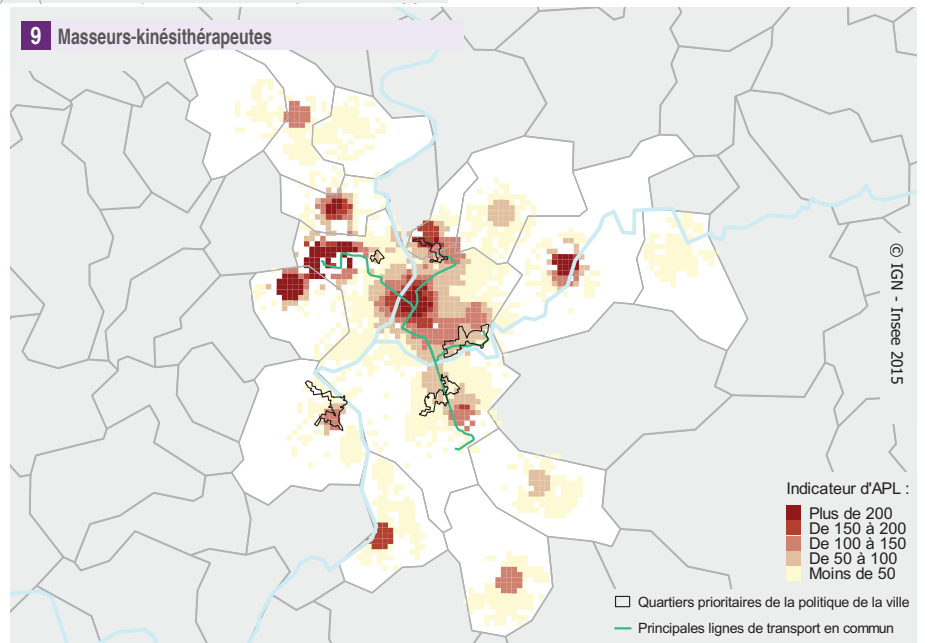 9 Masseurs-kinésithérapeutes
© IGN - Insee 2015
Indicateur d'APL :
Plus de 200
De 150 à 200
De 100 à 150
De 50 à 100
Moins de 50
Quartiers prioritaires de la politique de la ville
Principales lignes de transport en commun